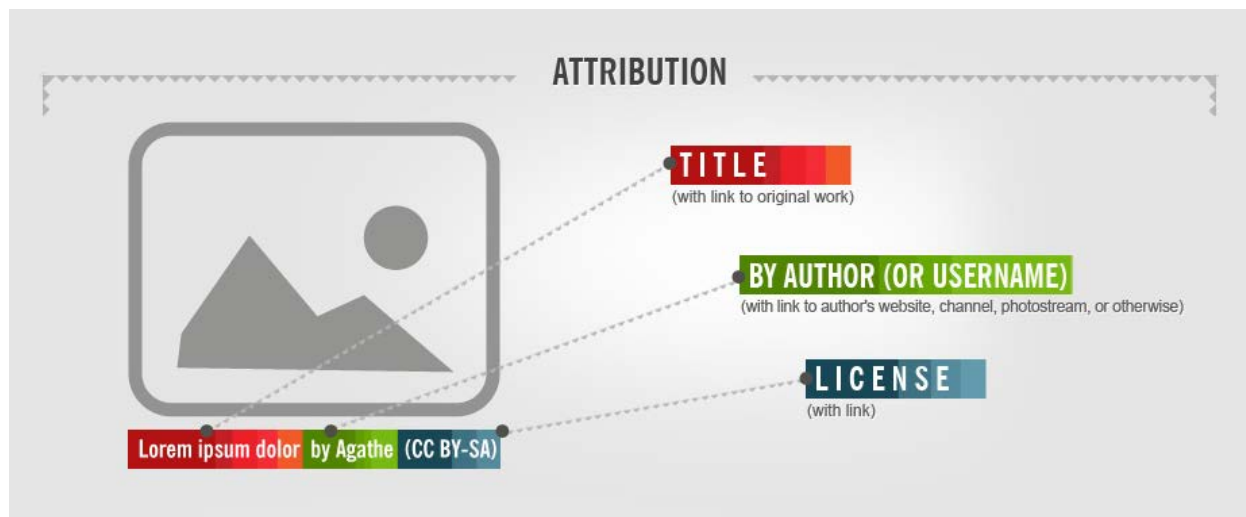 ATTRIBUTION
TITLE
(with link to original work)
BY AUTHOR (OR USERNAME)
(with link to author's website, channel, photostream, or otherwise)
LICENSE
(with link)
Lorem ipsum dolor by Agathe (CC BY-SA)